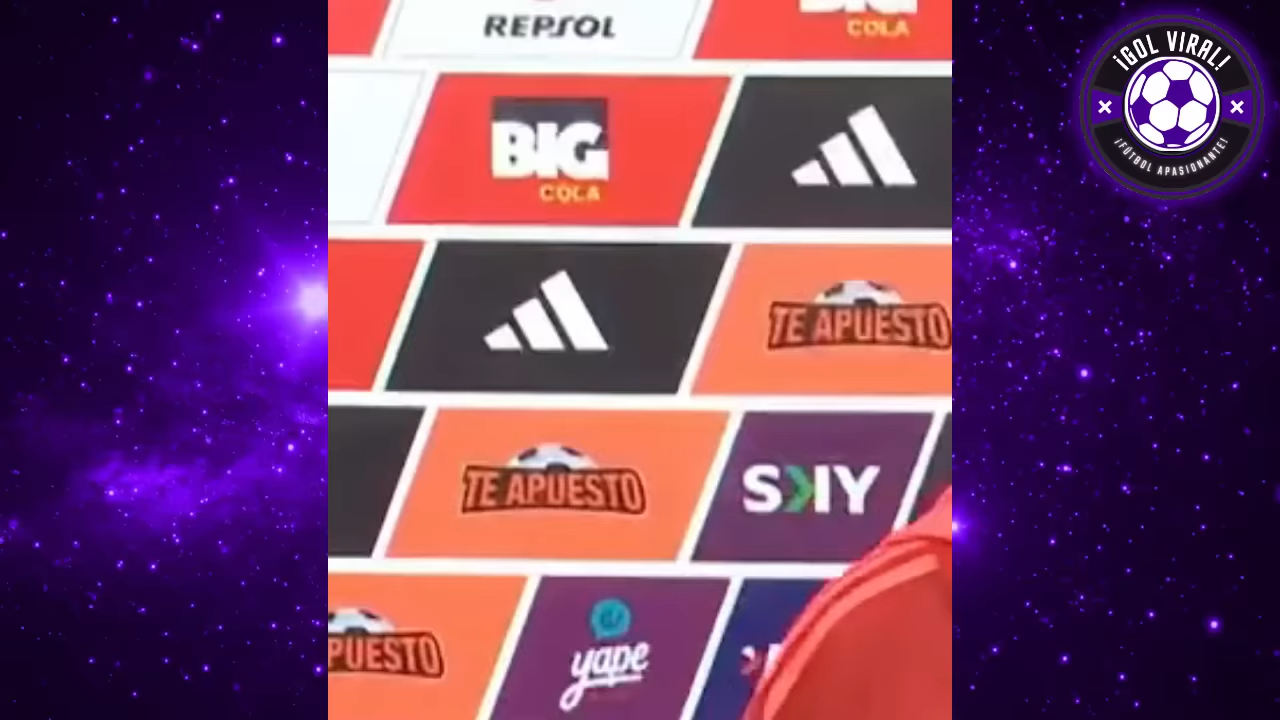 REPSOL
BIG
COLA
¡GOL VIRAL!
¡FÚTBOL APASIONANTE!
BIG
COLA
TE APUESTO
TE APUESTO
SKY
PUESTO
yape